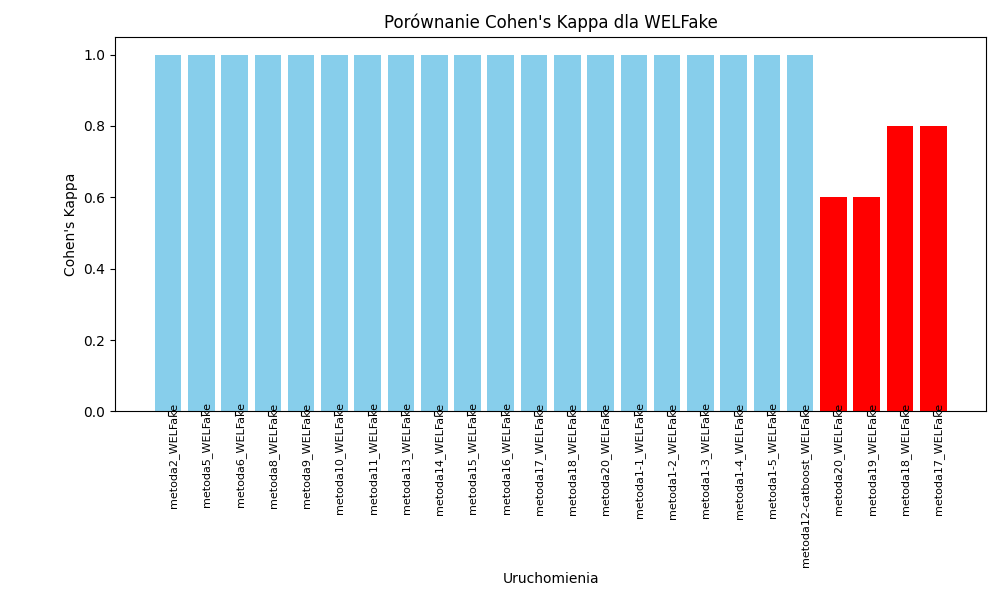 Porównanie Cohen's Kappa dla WELFake
Cohen's Kappa
1.0
0.8
0.6
0.4
0.2
0.0
metoda2_WELFake
metoda5_WELFake
metoda6_WELFake
metoda8_WELFake
metoda9_WELFake
metoda10_WELFake
metoda11_WELFake
metoda13_WELFake
metoda14_WELFake
metoda15_WELFake
metoda16_WELFake
metoda17_WELFake
metoda18_WELFake
metoda20_WELFake
metoda1-1_WELFake
metoda1-2_WELFake
metoda1-3_WELFake
metoda1-4_WELFake
metoda1-5_WELFake
metoda12-catboost_WELFake
metoda20_WELFake
metoda19_WELFake
metoda18_WELFake
metoda17_WELFake
Uruchomienia